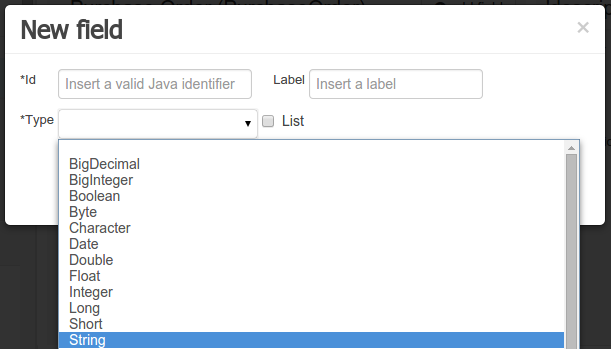 New field
×
*Id Insert a valid Java identifier Label Insert a label
*Type List
BigDecimal
BigInteger
Boolean
Byte
Character
Date
Double
Float
Integer
Long
Short
String